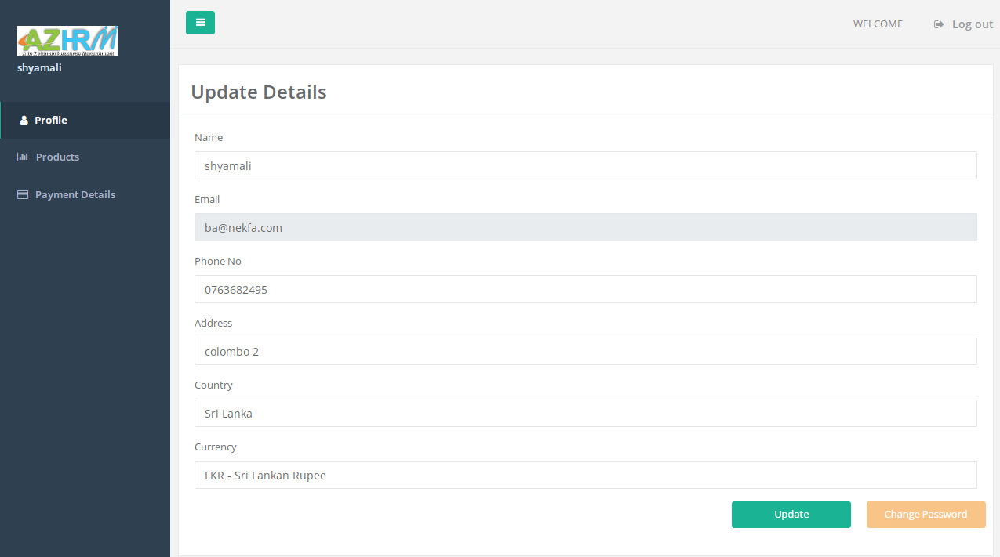 AZHRM
A to Z Human Resource Management
shyamali
Profile
Products
Payment Details
WELCOME
Log out
Update Details
Name
shyamali
Email
ba@nekfa.com
Phone No
0763682495
Address
colombo 2
Country
Sri Lanka
Currency
LKR - Sri Lankan Rupee
Update
Change Password